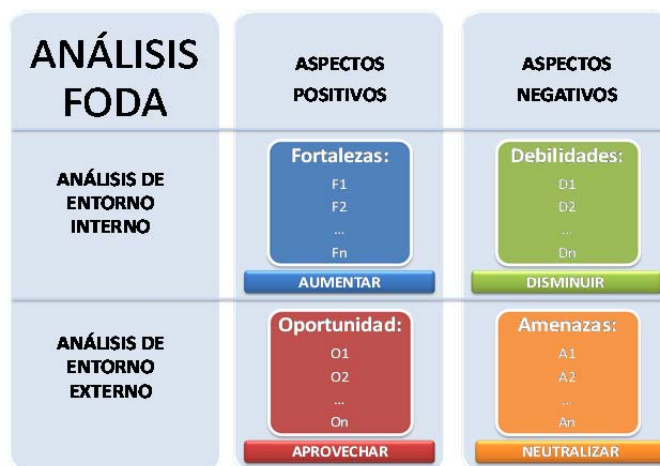 ANÁLISIS
FODA
ASPECTOS
POSITIVOS
ASPECTOS
NEGATIVOS
ANÁLISIS DE
ENTORNO
INTERNO
Fortalezas:
F1
F2
...
Fn
AUMENTAR
Debilidades:
D1
D2
...
Dn
DISMINUIR
ANÁLISIS DE
ENTORNO
EXTERNO
Oportunidad:
O1
O2
...
On
APROVECHAR
Amenazas:
A1
A2
...
An
NEUTRALIZAR